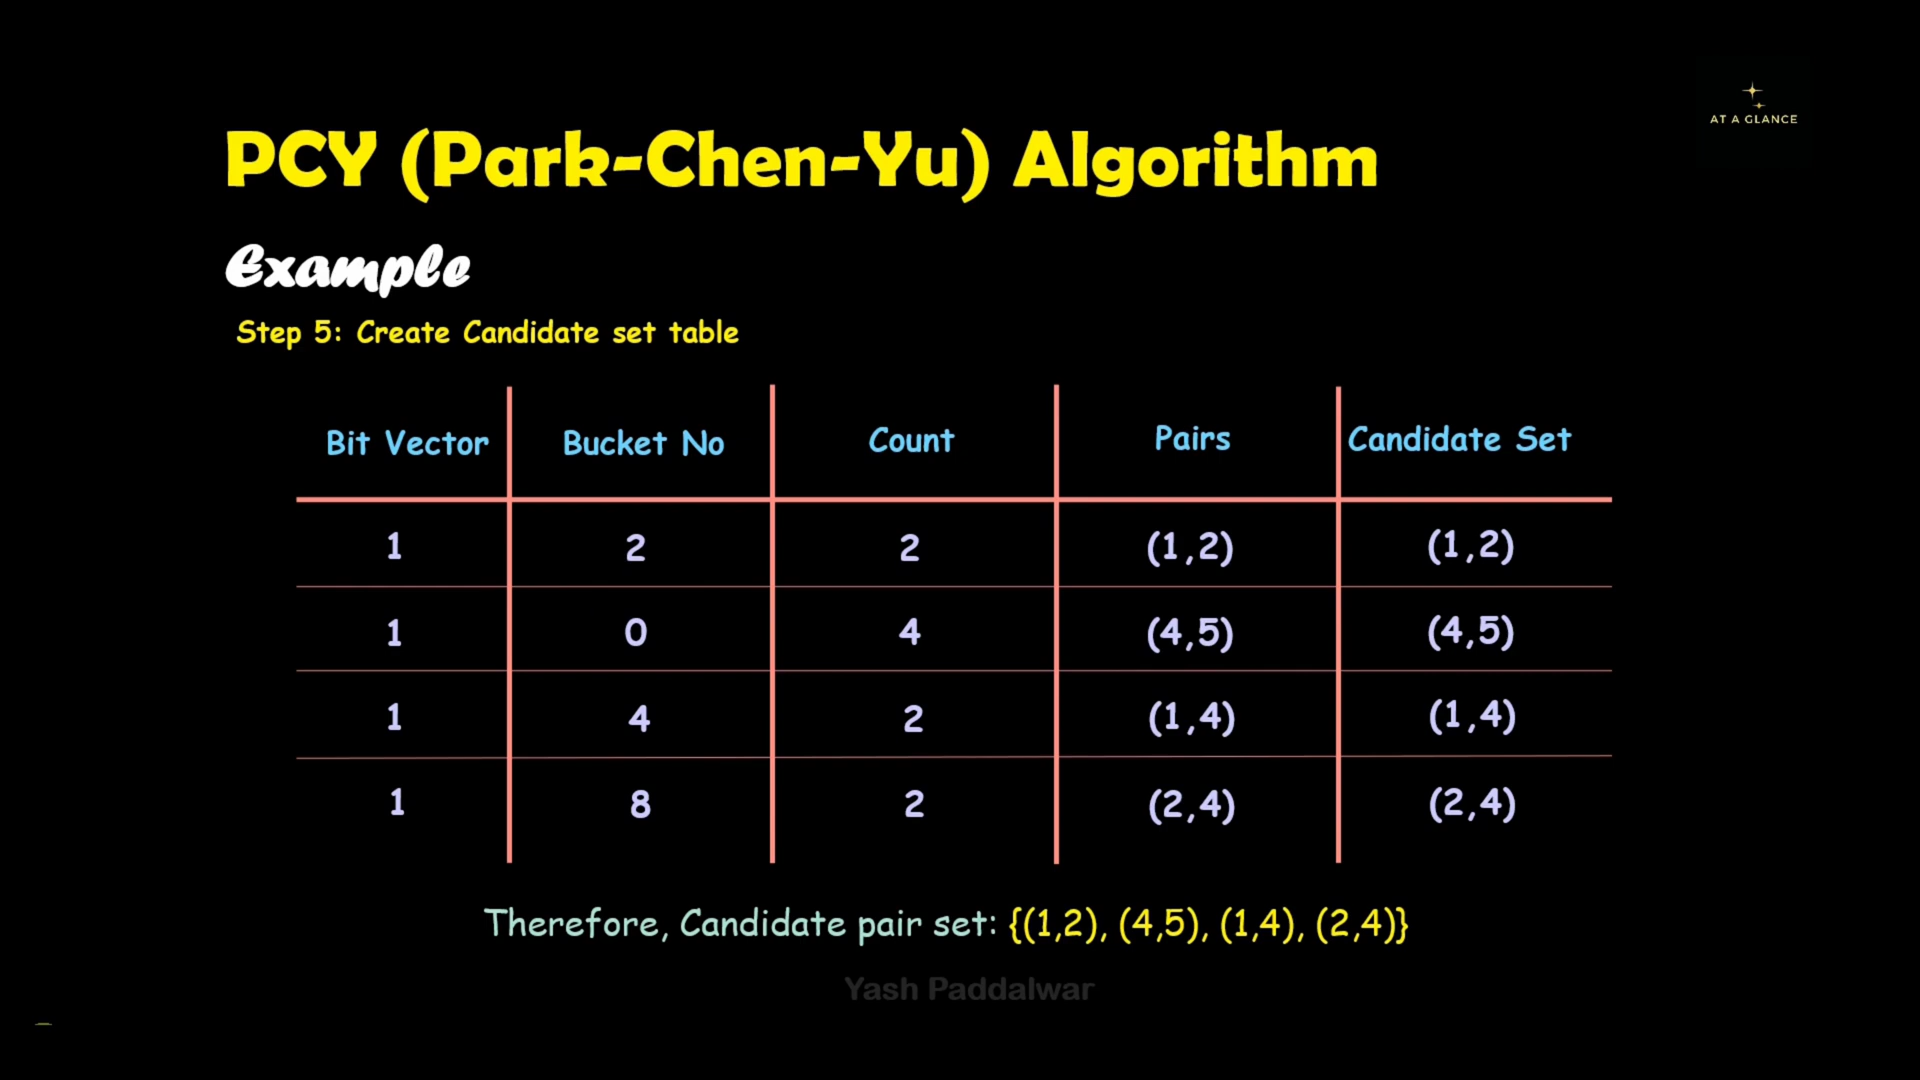 AT A GLANCE
PCY (Park-Chen-Yu) Algorithm
Example
Step 5: Create Candidate set table
Bit Vector Bucket No Count Pairs Candidate Set
1 2 2 (1,2) (1,2)
1 0 4 (4,5) (4,5)
1 4 2 (1,4) (1,4)
1 8 2 (2,4) (2,4)
Therefore, Candidate pair set: {(1,2), (4,5), (1,4), (2,4)}
Yash Paddalwar